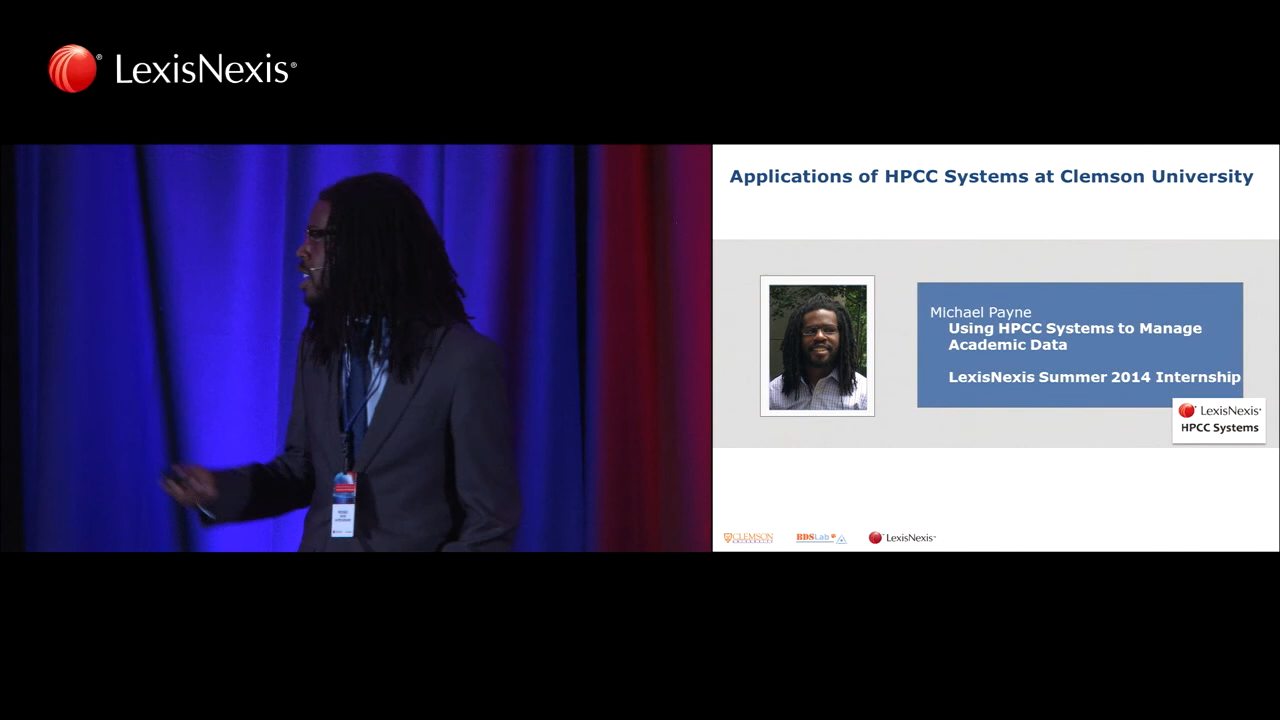 LexisNexis®
Applications of HPCC Systems at Clemson University
Michael Payne
Using HPCC Systems to Manage
Academic Data
LexisNexis Summer 2014 Internship
LexisNexis®
HPCC Systems
CLEMSON
UNIVERSITY
BDSLab
LexisNexis®